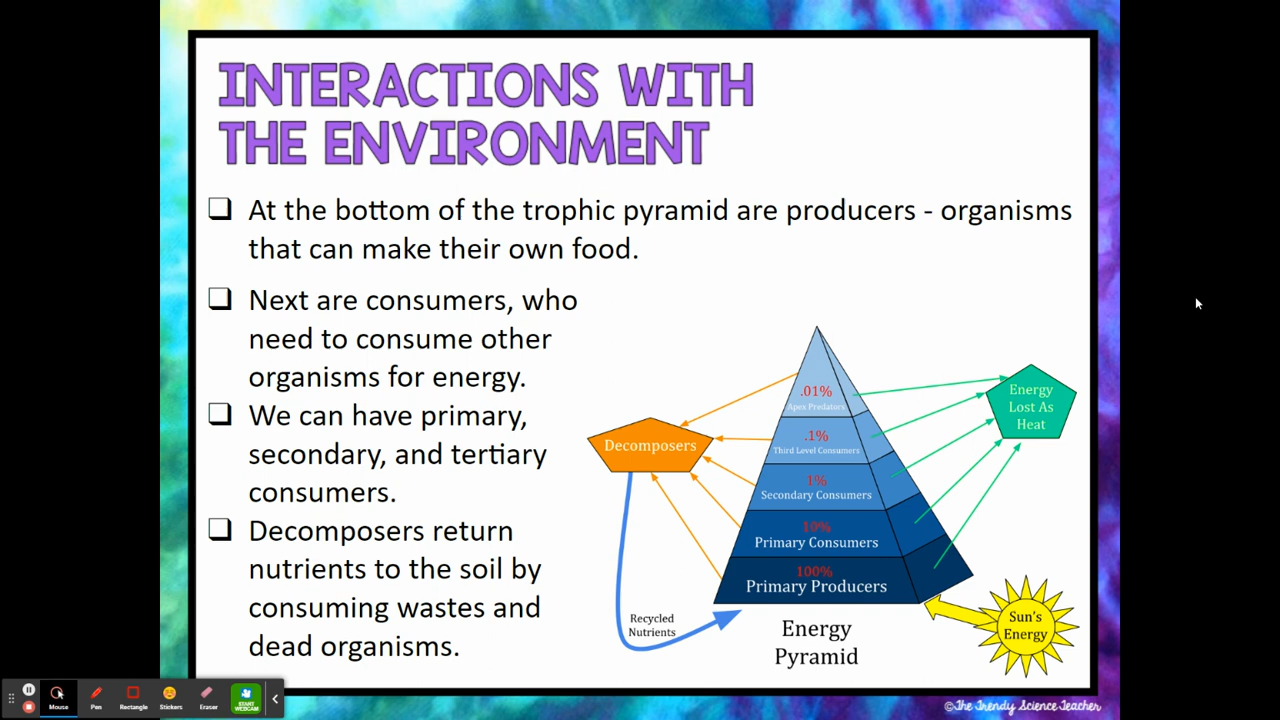 INTERACTIONS WITH
THE ENVIRONMENT
At the bottom of the trophic pyramid are producers - organisms
that can make their own food.
Next are consumers, who
need to consume other
organisms for energy.
We can have primary,
secondary, and tertiary
consumers.
Decomposers return
nutrients to the soil by
consuming wastes and
dead organisms.
.01%
Apex Predators
.1%
Third Level Consumers
1%
Secondary Consumers
10%
Primary Consumers
100%
Primary Producers
Decomposers
Energy
Lost As
Heat
Recycled
Nutrients
Energy
Pyramid
Sun's
Energy
Mouse
Pen
Rectangle
Stickers
Eraser
START
WEBCAM
©The Trendy Science Teacher